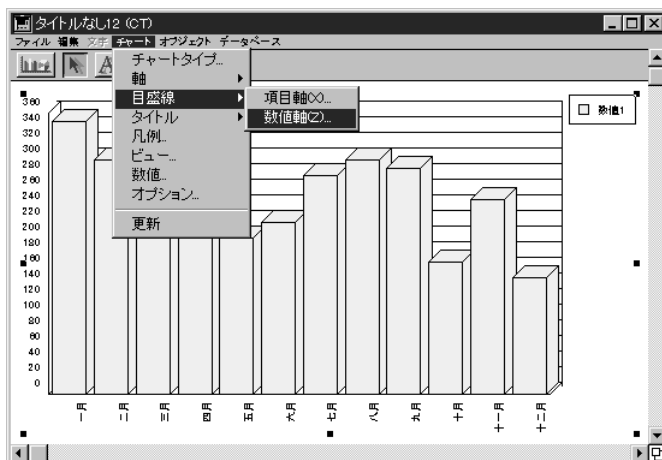 タイトルなし12 (CT)
ファイル 編集 文字 チャート オブジェクト データベース
A
チャートタイプ...
軸
目盛線
タイトル
凡例...
ビュー...
数値...
オプション...
更新
項目軸(X)...
数値軸(Z)...
数値1
360
340
320
300
280
260
240
220
200
180
160
140
120
100
80
60
40
20
0
一月
二月
三月
四月
五月
六月
七月
八月
九月
十月
十一月
十二月